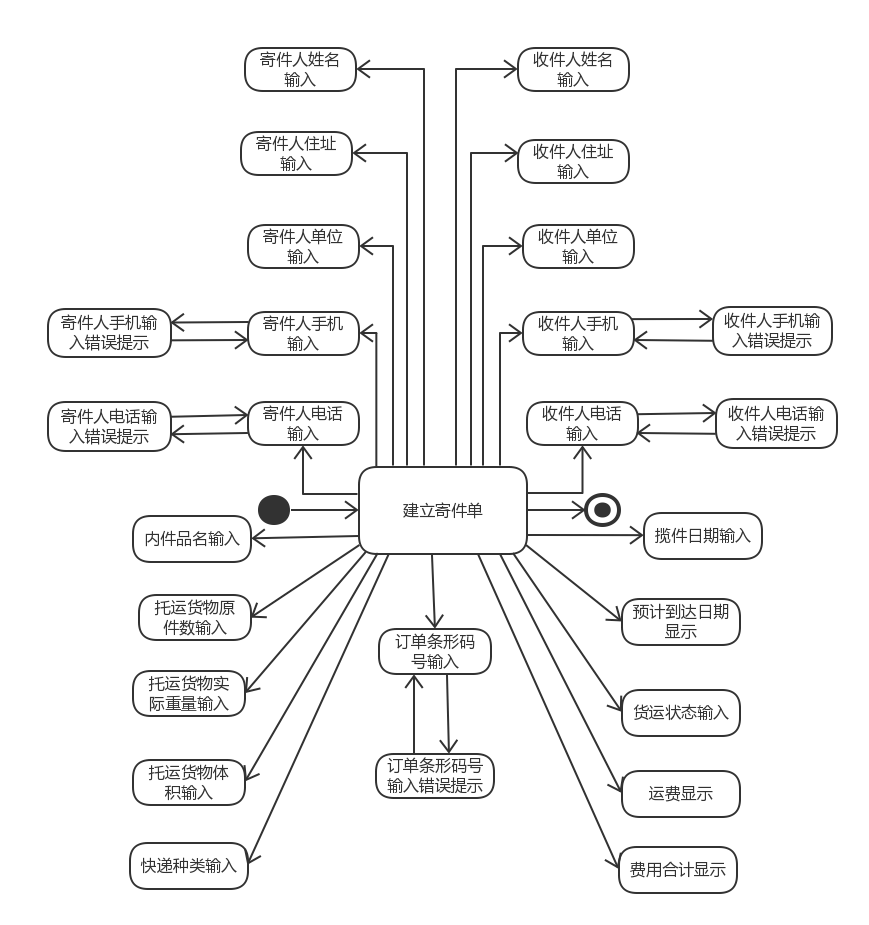 寄件人姓名
输入
收件人姓名
输入
寄件人住址
输入
收件人住址
输入
寄件人单位
输入
收件人单位
输入
寄件人手机输
入错误提示
寄件人手机
输入
收件人手机
输入
收件人手机输
入错误提示
寄件人电话输
入错误提示
寄件人电话
输入
收件人电话
输入
收件人电话输
入错误提示
建立寄件单
内件品名输入
揽件日期输入
托运货物原
件数输入
预计到达日期
显示
订单条形码
号输入
托运货物实
际重量输入
货运状态输入
托运货物体
积输入
订单条形码号
输入错误提示
运费显示
快递种类输入
费用合计显示